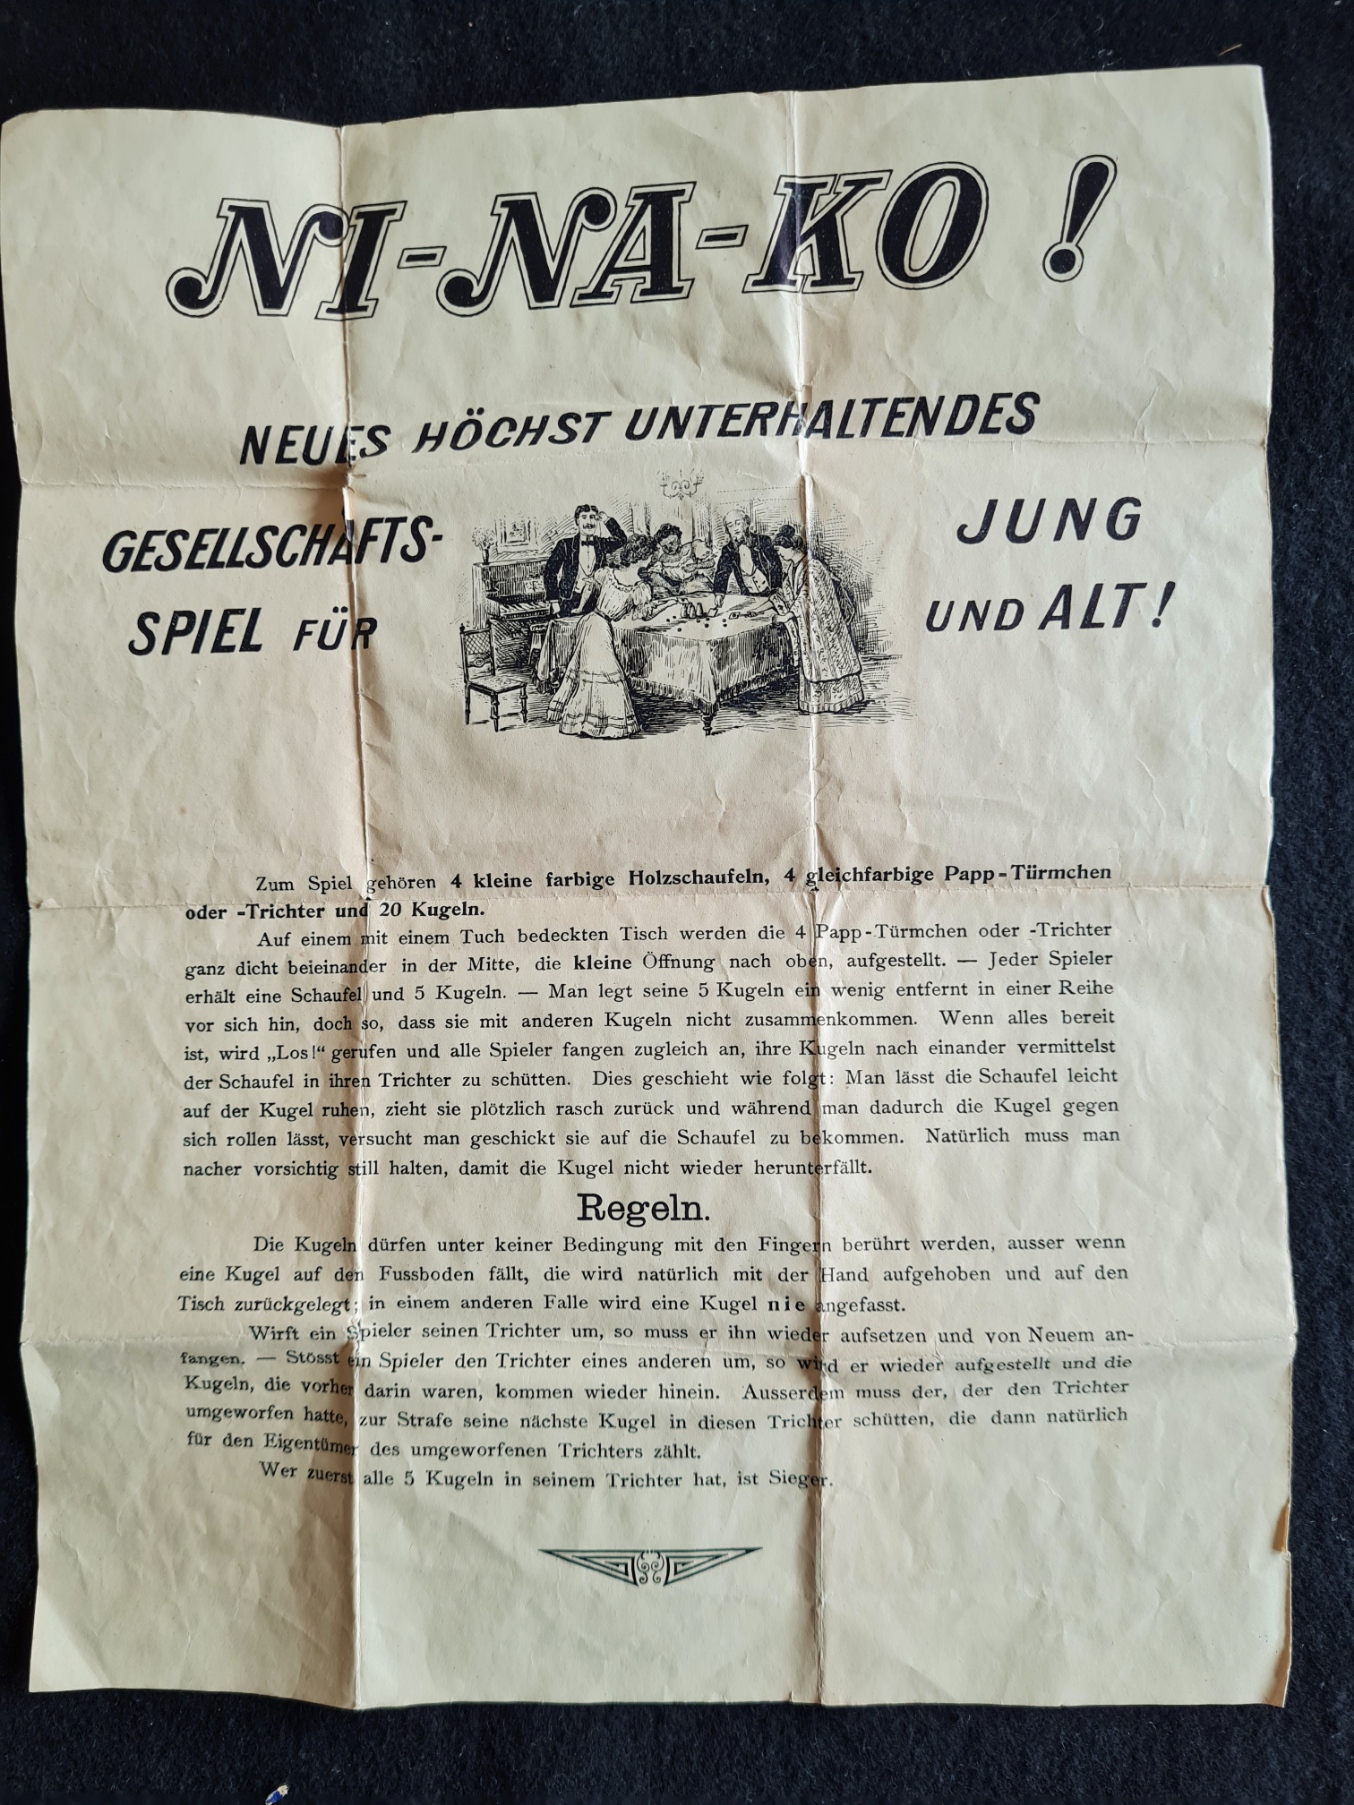 NI-NA-KO!
NEUES HÖCHST UNTERHALTENDES
GESELLSCHAFTS-
SPIEL FÜR
JUNG
UND ALT!
Zum Spiel gehören 4 kleine farbige Holzschaufeln, 4 gleichfarbige Papp-Türmchen
oder -Trichter und 20 Kugeln.
Auf einem mit einem Tuch bedeckten Tisch werden die 4 Papp-Türmchen oder -Trichter
ganz dicht beieinander in der Mitte, die kleine Öffnung nach oben, aufgestellt. — Jeder Spieler
erhält eine Schaufel und 5 Kugeln. — Man legt seine 5 Kugeln ein wenig entfernt in einer Reihe
vor sich hin, doch so, dass sie mit anderen Kugeln nicht zusammenkommen. Wenn alles bereit
ist, wird „Los!“ gerufen und alle Spieler fangen zugleich an, ihre Kugeln nach einander vermittelst
der Schaufel in ihren Trichter zu schütten. Dies geschieht wie folgt: Man lässt die Schaufel leicht
auf der Kugel ruhen, zieht sie plötzlich rasch zurück und während man dadurch die Kugel gegen
sich rollen lässt, versucht man geschickt sie auf die Schaufel zu bekommen. Natürlich muss man
nacher vorsichtig still halten, damit die Kugel nicht wieder herunterfällt.
Regeln.
Die Kugeln dürfen unter keiner Bedingung mit den Fingern berührt werden, ausser wenn
eine Kugel auf den Fussboden fällt, die wird natürlich mit der Hand aufgehoben und auf den
Tisch zurückgelegt; in einem anderen Falle wird eine Kugel nie angefasst.
Wirft ein Spieler seinen Trichter um, so muss er ihn wieder aufsetzen und von Neuem an-
fangen. — Stösst ein Spieler den Trichter eines anderen um, so wird er wieder aufgestellt und die
Kugeln, die vorher darin waren, kommen wieder hinein. Ausserdem muss der, der den Trichter
umgeworfen hatte, zur Strafe seine nächste Kugel in diesen Trichter schütten, die dann natürlich
für den Eigentümer des umgeworfenen Trichters zählt.
Wer zuerst alle 5 Kugeln in seinem Trichter hat, ist Sieger.